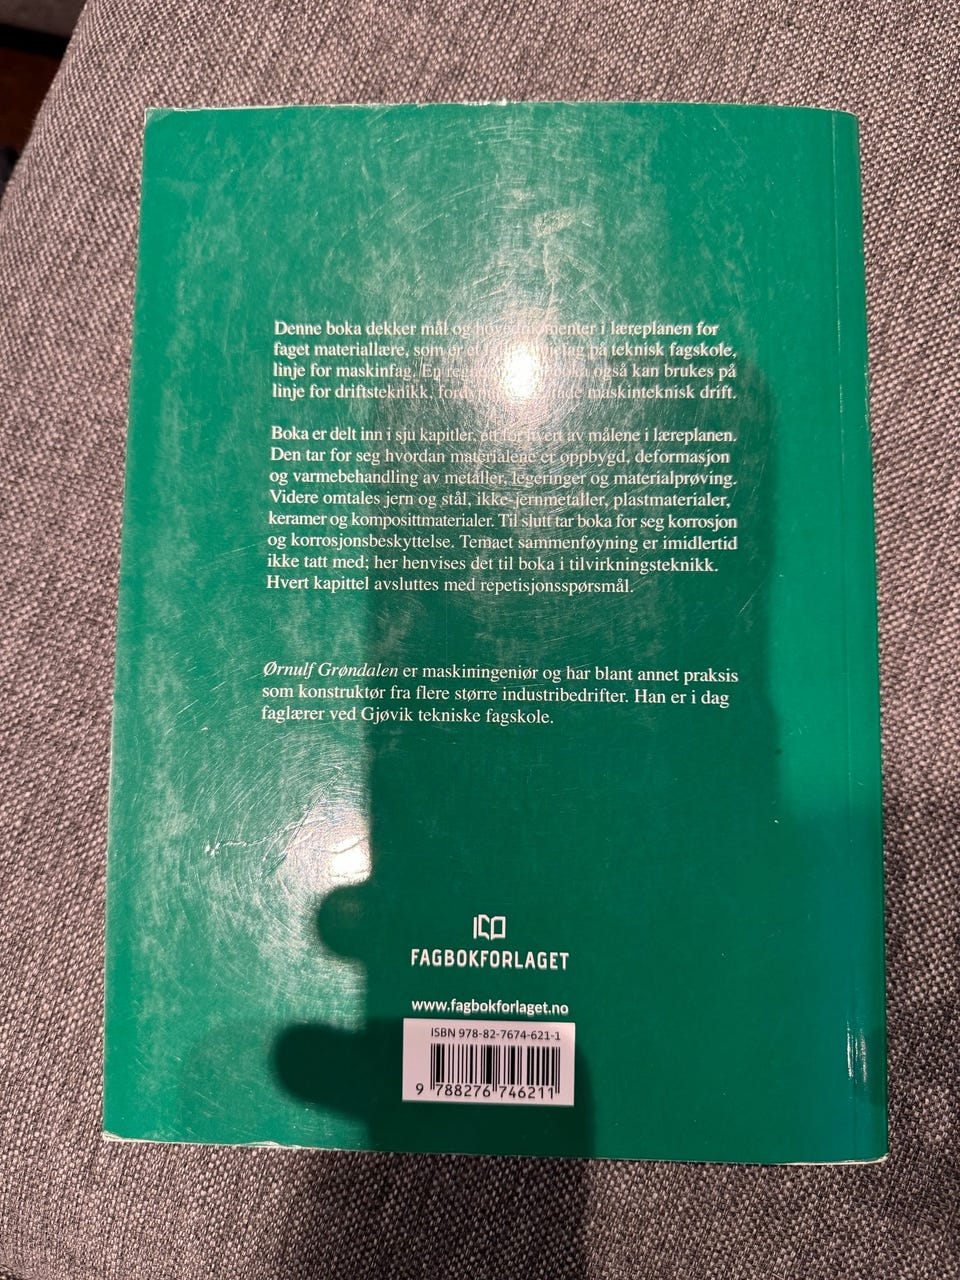 Denne boka dekker mål og hovedmomenter i læreplanen for
faget materiallære, som er et på teknisk fagskole,
linje for maskinfag. En boka også kan brukes på
linje for driftsteknikk, maskinteknisk drift.
Boka er delt inn i sju kapitler, ett for hvert av målene i læreplanen.
Den tar for seg hvordan materialene er oppbygd, deformasjon
og varmebehandling av metaller, legeringer og materialprøving.
Videre omtales jern og stål, ikke-jernmetaller, plastmaterialer,
keramer og komposittmaterialer. Til slutt tar boka for seg korrosjon
og korrosjonsbeskyttelse. Temaet sammenføyning er imidlertid
ikke tatt med; her henvises det til boka i tilvirkningsteknikk.
Hvert kapittel avsluttes med repetisjonsspørsmål.
Ørnulf Grøndalen er maskiningeniør og har blant annet praksis
som konstruktør fra flere større industribedrifter. Han er i dag
faglærer ved Gjøvik tekniske fagskole.
FAGBOKFORLAGET
www.fagbokforlaget.no
ISBN 978-82-7674-621-1
9 788276 746211